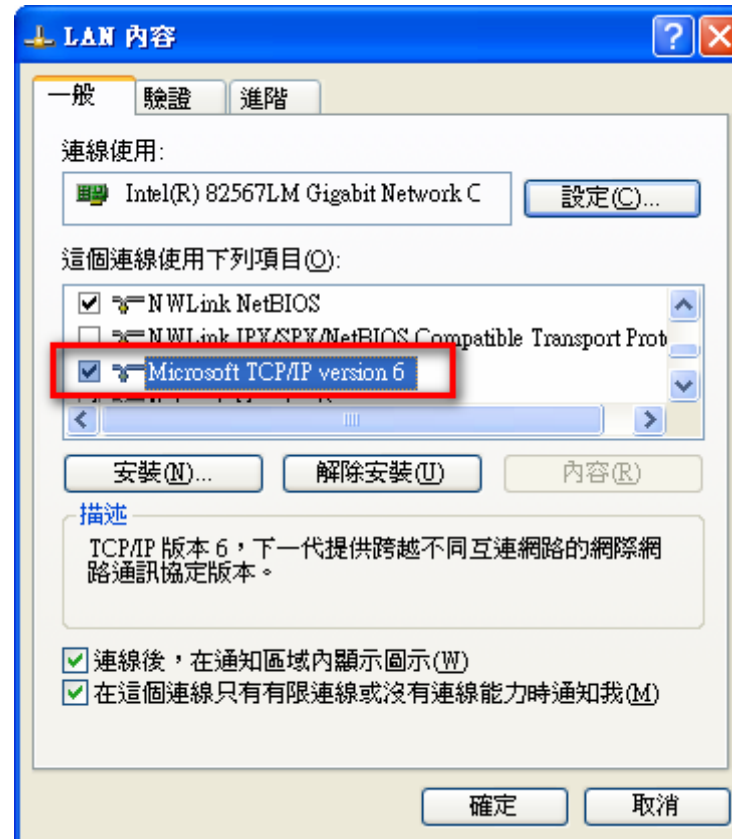 LAN 內容
一般 驗證 進階
連線使用:
Intel(R) 82567LM Gigabit Network C 設定(C)...
這個連線使用下列項目(O):
NWLink NetBIOS
NWLink IPX/SPX/NetBIOS Compatible Transport Prot
Microsoft TCP/IP version 6
安裝(N)... 解除安裝(U) 內容(R)
描述
TCP/IP 版本 6，下一代提供跨越不同互連網路的網際網
路通訊協定版本。
連線後，在通知區域內顯示圖示(W)
在這個連線只有有限連線或沒有連線能力時通知我(M)
確定 取消